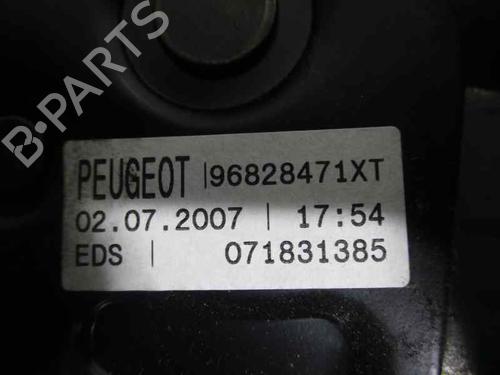 B-PARTS
PEUGEOT | 96828471XT
02.07.2007 | 17:54
EDS | 071831385